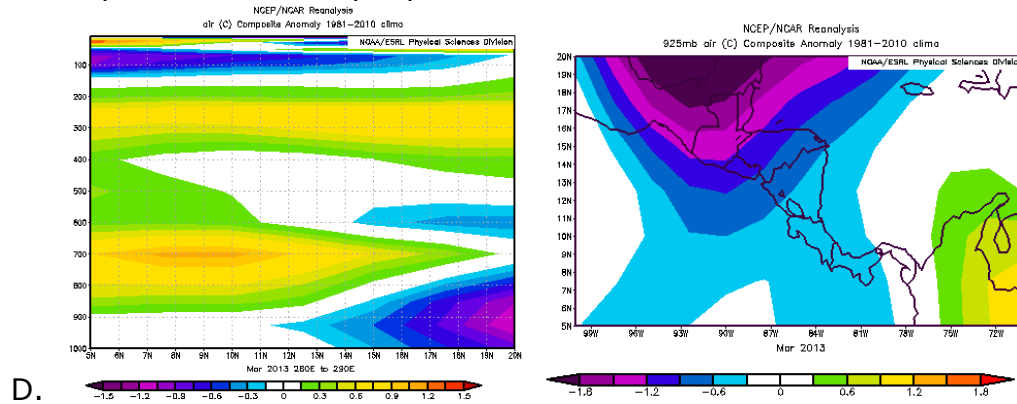 NCEP/NCAR Reanalysis
air (C) Composite Anomaly 1981-2010 climo
NOAA/ESRL Physical Sciences Division
100
200
300
400
500
600
700
800
900
1000
5N 6N 7N 8N 9N 10N 11N 12N 13N 14N 15N 16N 17N 18N 19N 20N
Mar 2013 280E to 290E
-1.5 -1.2 -0.9 -0.6 -0.3 0 0.3 0.6 0.9 1.2 1.5
NCEP/NCAR Reanalysis
925mb air (C) Composite Anomaly 1981-2010 climo
NOAA/ESRL Physical Sciences Division
20N
19N
18N
17N
16N
15N
14N
13N
12N
11N
10N
9N
8N
7N
6N
5N
99W 96W 93W 90W 87W 84W 81W 78W 75W 72W
Mar 2013
-1.8 -1.2 -0.6 0 0.6 1.2 1.8
D.